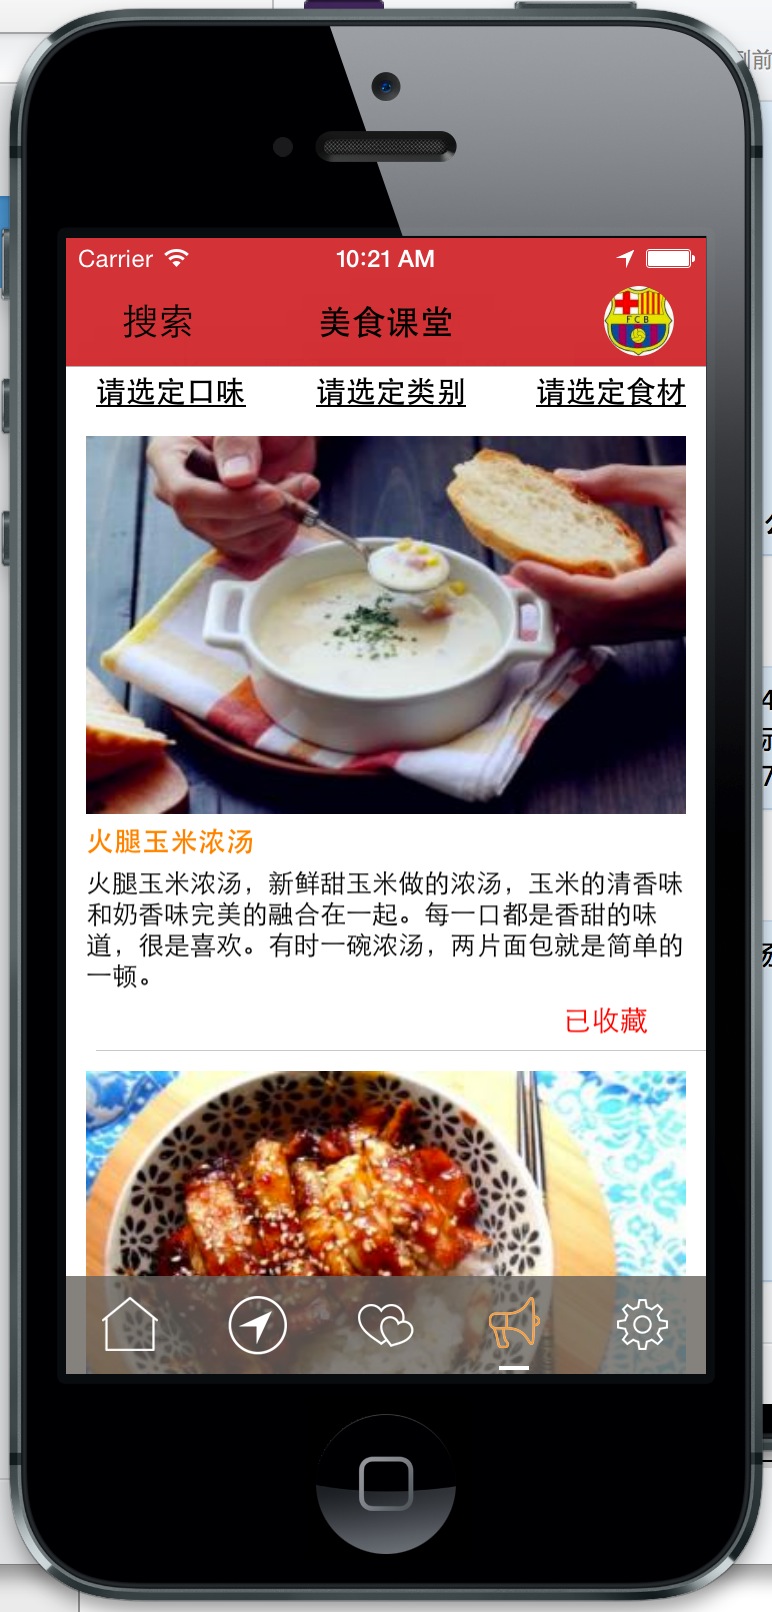 Carrier 10:21 AM
搜索 美食课堂
FCB
请选定口味 请选定类别 请选定食材
火腿玉米浓汤
火腿玉米浓汤，新鲜甜玉米做的浓汤，玉米的清香味
和奶香味完美的融合在一起。每一口都是香甜的味
道，很是喜欢。有时一碗浓汤，两片面包就是简单的
一顿。
已收藏